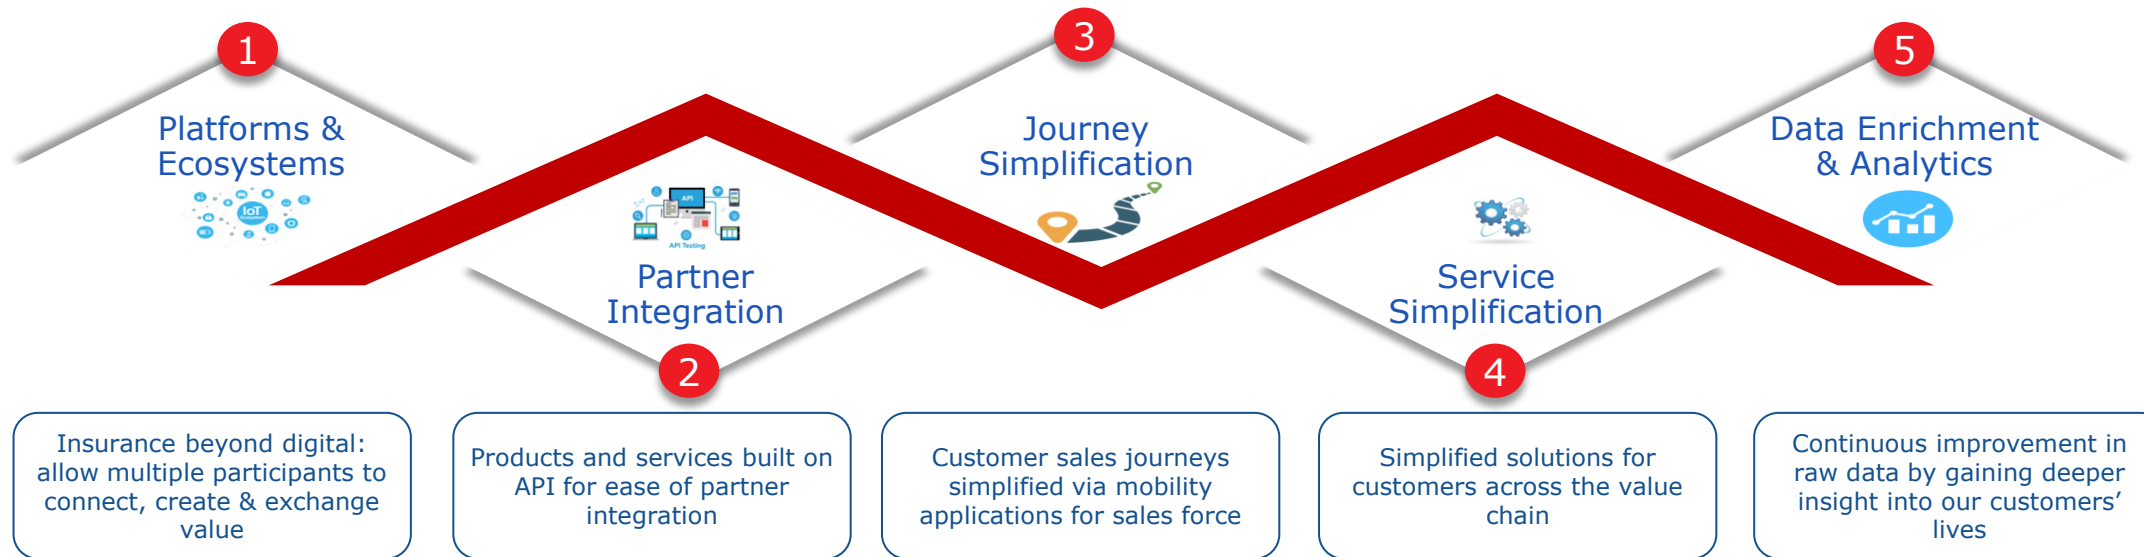 1
Platforms &
Ecosystems
IoT
Ecosystems
2
API
API Testing
Partner
Integration
3
Journey
Simplification
4
Service
Simplification
5
Data Enrichment
& Analytics
Insurance beyond digital:
allow multiple participants to
connect, create & exchange
value
Products and services built on
API for ease of partner
integration
Customer sales journeys
simplified via mobility
applications for sales force
Simplified solutions for
customers across the value
chain
Continuous improvement in
raw data by gaining deeper
insight into our customers’
lives